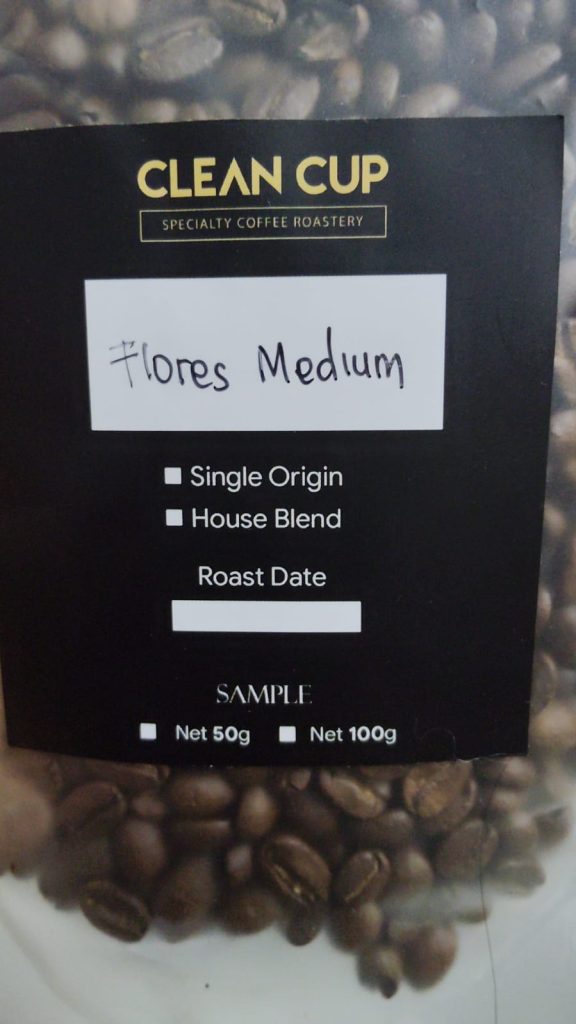 CLEAN CUP
SPECIALTY COFFEE ROASTERY
Flores Medium
Single Origin
House Blend
Roast Date
SAMPLE
Net 50g Net 100g